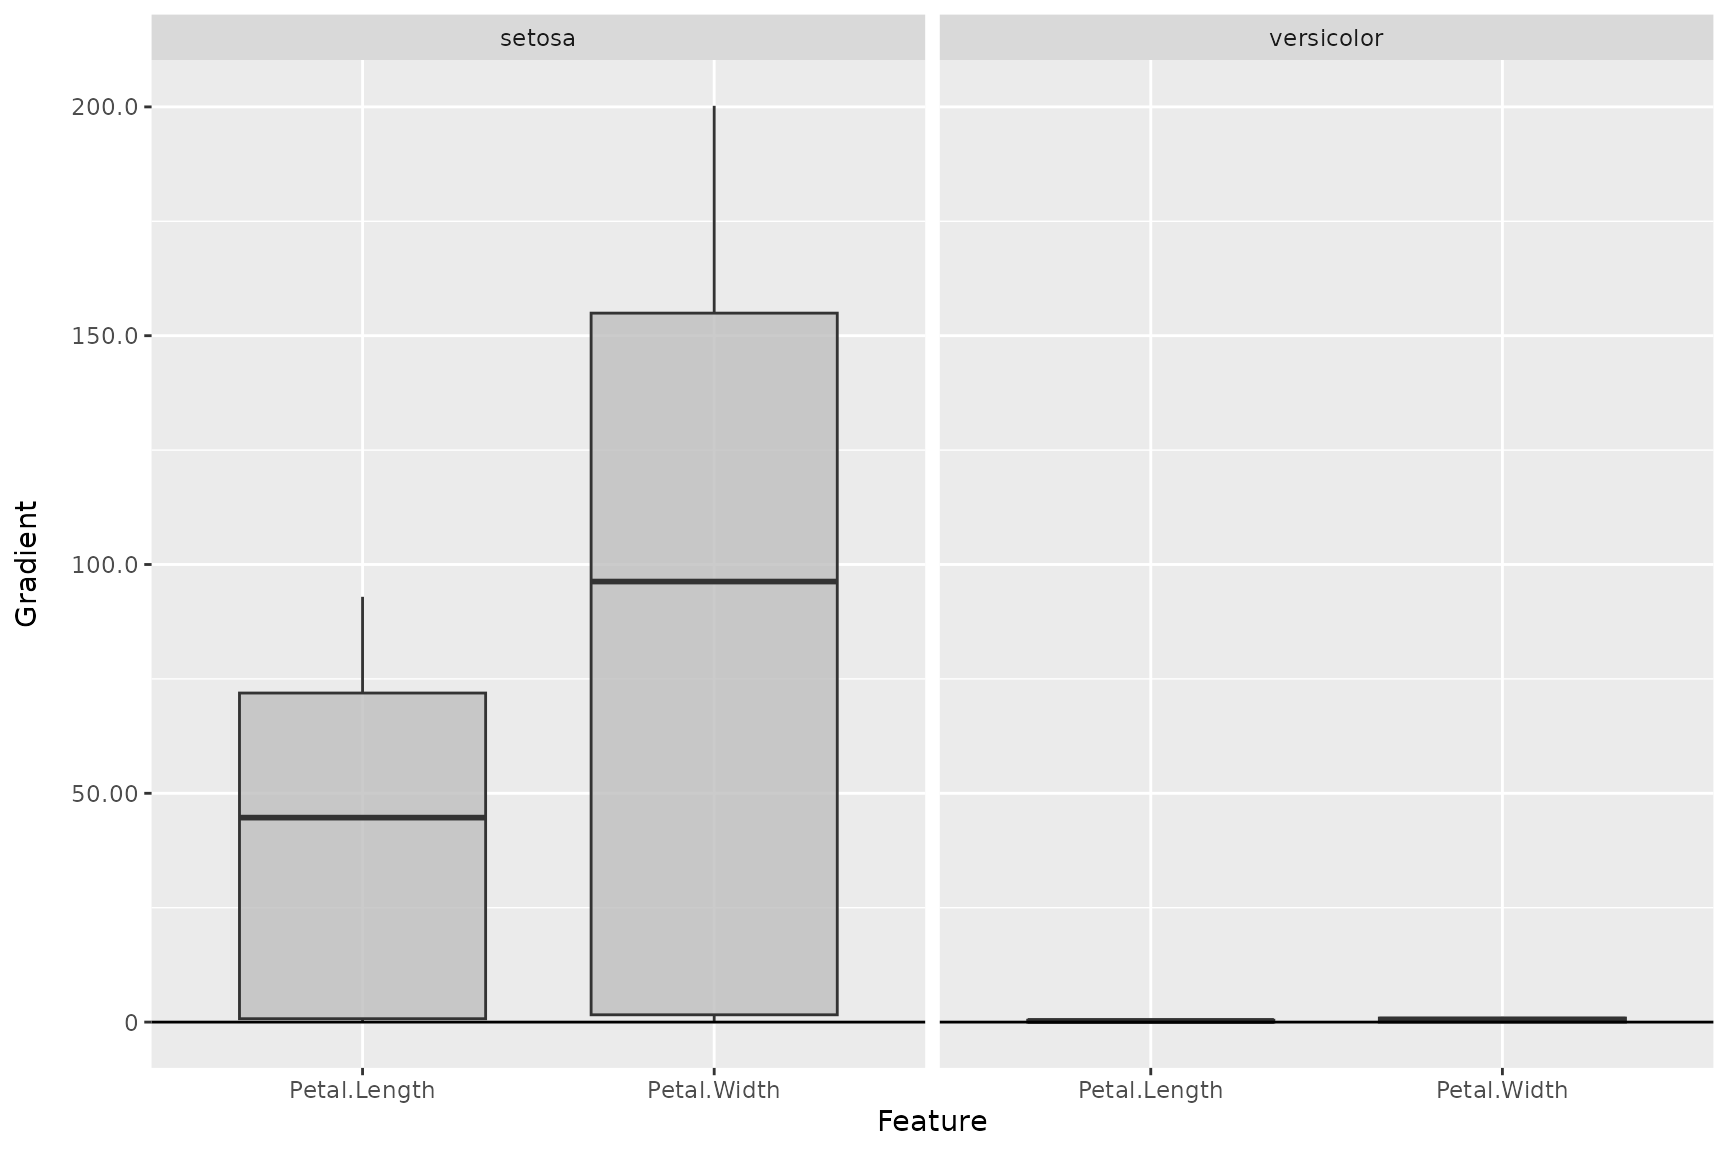 setosa
versicolor
200.0
150.0
100.0
50.00
0
Gradient
Petal.Length
Petal.Width
Petal.Length
Petal.Width
Feature